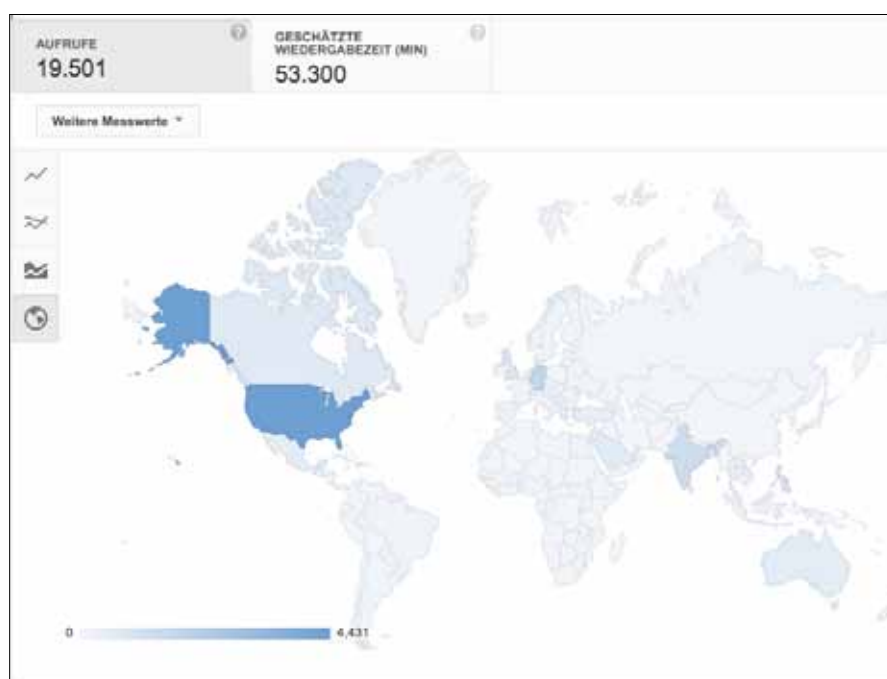 AUFRUFE
19.501
GESCHÄTZTE
WIEDERGABEZEIT (MIN)
53.300
Weitere Messwerte
0
4,431